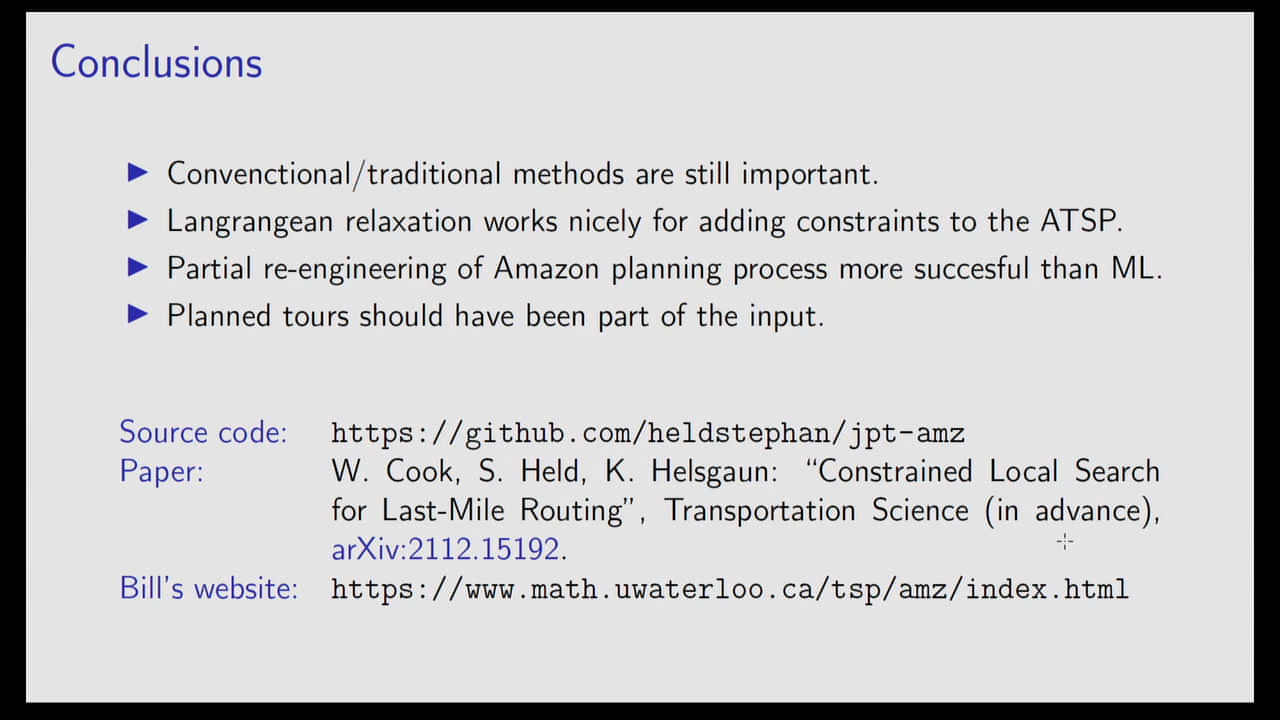 Conclusions
▶ Convenctional/traditional methods are still important.
▶ Langrangean relaxation works nicely for adding constraints to the ATSP.
▶ Partial re-engineering of Amazon planning process more succesful than ML.
▶ Planned tours should have been part of the input.
Source code: https://github.com/heldstephan/jpt-amz
Paper: W. Cook, S. Held, K. Helsgaun: “Constrained Local Search
for Last-Mile Routing”, Transportation Science (in advance),
arXiv:2112.15192.
Bill's website: https://www.math.uwaterloo.ca/tsp/amz/index.html